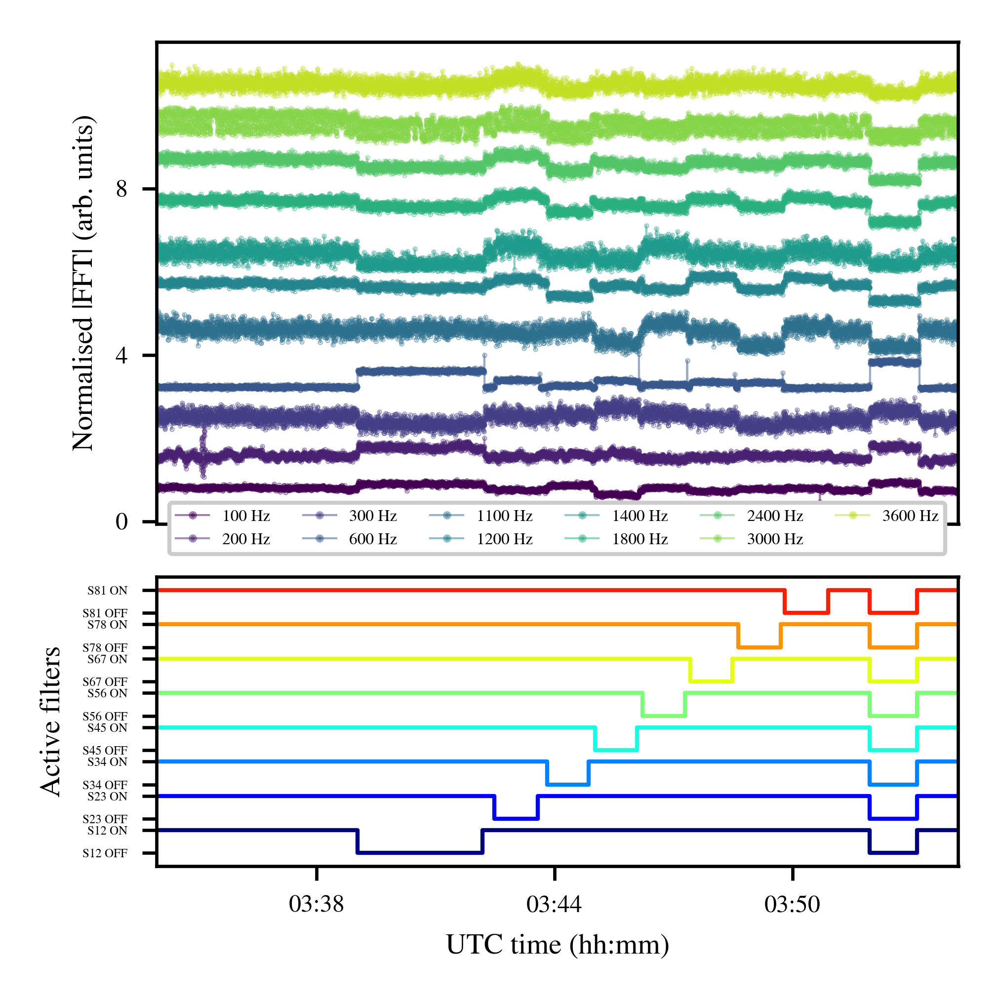 Normalised |FFT| (arb. units)
8
4
0
100 Hz 300 Hz 1100 Hz 1400 Hz 2400 Hz 3600 Hz
200 Hz 600 Hz 1200 Hz 1800 Hz 3000 Hz
Active filters
S81 ON
S81 OFF
S78 ON
S78 OFF
S67 ON
S67 OFF
S56 ON
S56 OFF
S45 ON
S45 OFF
S34 ON
S34 OFF
S23 ON
S23 OFF
S12 ON
S12 OFF
03:38 03:44 03:50
UTC time (hh:mm)